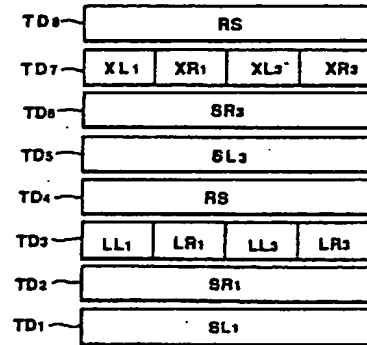 TD8 RS
TD7 XL1 XR1 XL3 XR3
TD6 SR3
TD5 SL3
TD4 RS
TD3 LL1 LR1 LL3 LR3
TD2 SR1
TD1 SL1